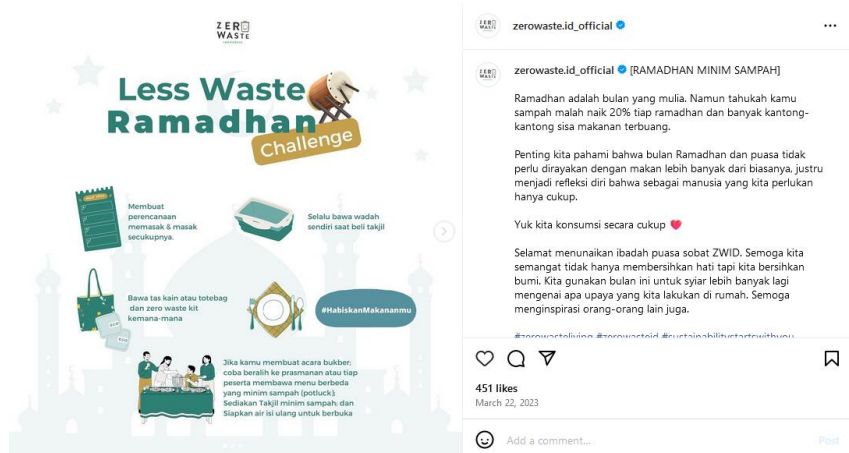 ZERO
WASTE
Less Waste
Ramadhan
Challenge
Membuat
perencanaan
memasak & masak
secukupnya.
Selalu bawa wadah
sendiri saat beli takjil
Bawa tas kain atau totebag
dan zero waste kit
kemana-mana
#HabiskanMakananmu
Jika kamu membuat acara bukber;
coba beralih ke prasmanan atau tiap
peserta membawa menu berbeda
yang minim sampah (potluck);
Sediakan Takjil minim sampah; dan
Siapkan air isi ulang untuk berbuka
zerowaste.id_official
zerowaste.id_official [RAMADHAN MINIM SAMPAH]
Ramadhan adalah bulan yang mulia. Namun tahukah kamu
sampah malah naik 20% tiap ramadhan dan banyak kantong-
kantong sisa makanan terbuang.
Penting kita pahami bahwa bulan Ramadhan dan puasa tidak
perlu dirayakan dengan makan lebih banyak dari biasanya, justru
menjadi refleksi diri bahwa sebagai manusia yang kita perlukan
hanya cukup.
Yuk kita konsumsi secara cukup ❤️
Selamat menunaikan ibadah puasa sobat ZWID. Semoga kita
semangat tidak hanya membersihkan hati tapi kita bersihkan
bumi. Kita gunakan bulan ini untuk syiar lebih banyak lagi
mengenai apa upaya yang kita lakukan di rumah. Semoga
menginspirasi orang-orang lain juga.
#zerowasteliving #zerowasteid #sustainabilitystartswithyou
451 likes
March 22, 2023
Add a comment...
Post